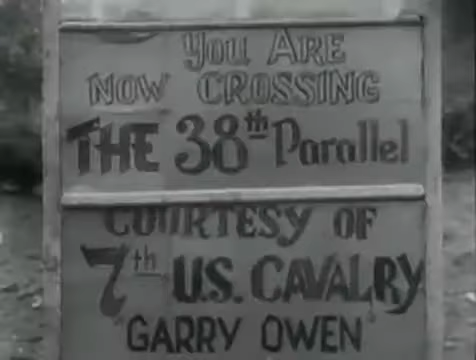 YOU ARE
NOW CROSSING
THE 38th Parallel
COURTESY OF
7th U.S. CAVALRY
"GARRY OWEN"